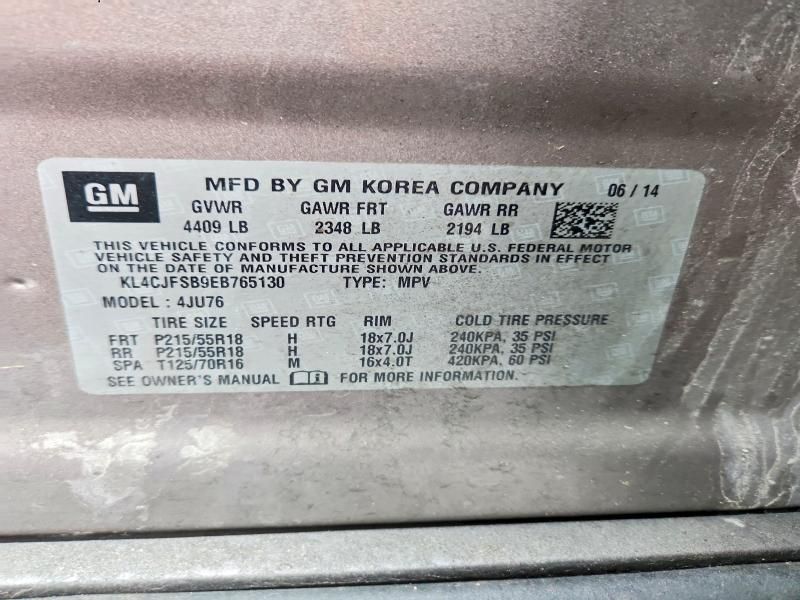 GM MFD BY GM KOREA COMPANY 06 / 14
GVWR GAWR FRT GAWR RR
4409 LB 2348 LB 2194 LB
THIS VEHICLE CONFORMS TO ALL APPLICABLE U.S. FEDERAL MOTOR
VEHICLE SAFETY AND THEFT PREVENTION STANDARDS IN EFFECT
ON THE DATE OF MANUFACTURE SHOWN ABOVE.
KL4CJFSB9EB765130 TYPE: MPV
MODEL : 4JU76
TIRE SIZE SPEED RTG RIM COLD TIRE PRESSURE
FRT P215/55R18 H 18x7.0J 240KPA, 35 PSI
RR P215/55R18 H 18x7.0J 240KPA, 35 PSI
SPA T125/70R16 M 16x4.0T 420KPA, 60 PSI
SEE OWNER'S MANUAL FOR MORE INFORMATION.